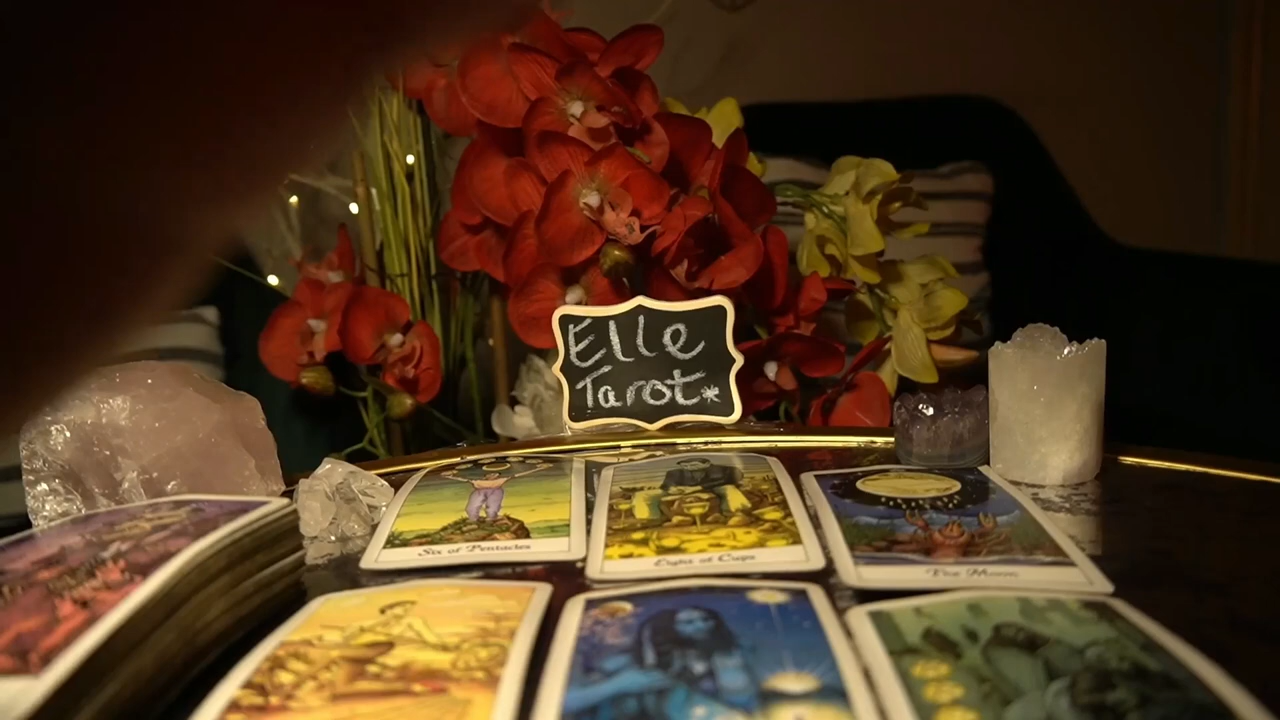 Elle
Tarot*
Six of Pentacles
Eight of Cups
The Moon